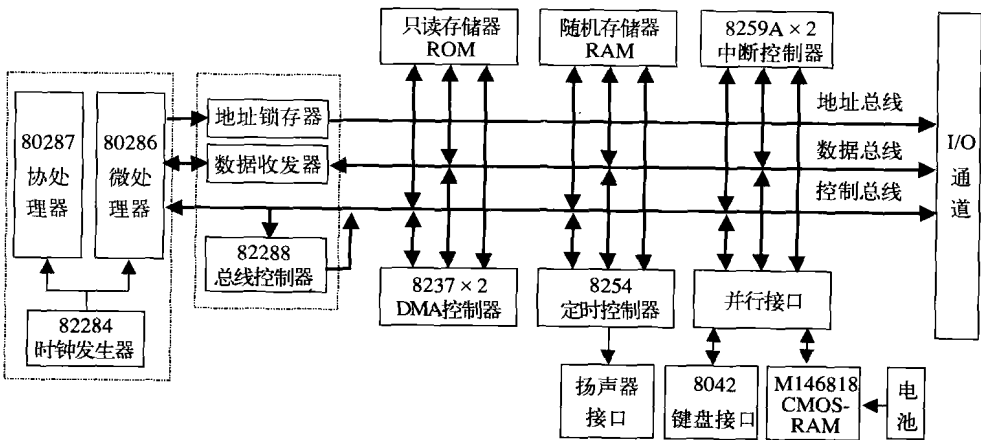 只读存储器
ROM
随机存储器
RAM
8259A×2
中断控制器
80287
协处
理器
80286
微处
理器
地址锁存器
数据收发器
82288
总线控制器
82284
时钟发生器
地址总线
数据总线
控制总线
I/O
通
道
8237×2
DMA控制器
8254
定时控制器
并行接口
扬声器
接口
8042
键盘接口
M146818
CMOS-
RAM
电
池